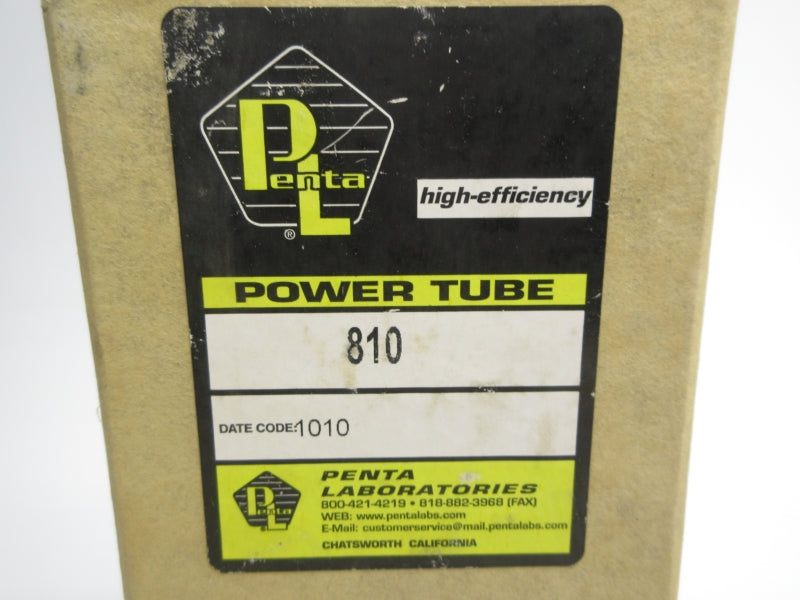 Penta
L
®
high-efficiency
POWER TUBE
810
DATE CODE:1010
Penta
L
PENTA
LABORATORIES
800-421-4219 • 818-882-3968 (FAX)
WEB: www.pentalabs.com
E-Mail: customerservice@mail.pentalabs.com
CHATSWORTH CALIFORNIA